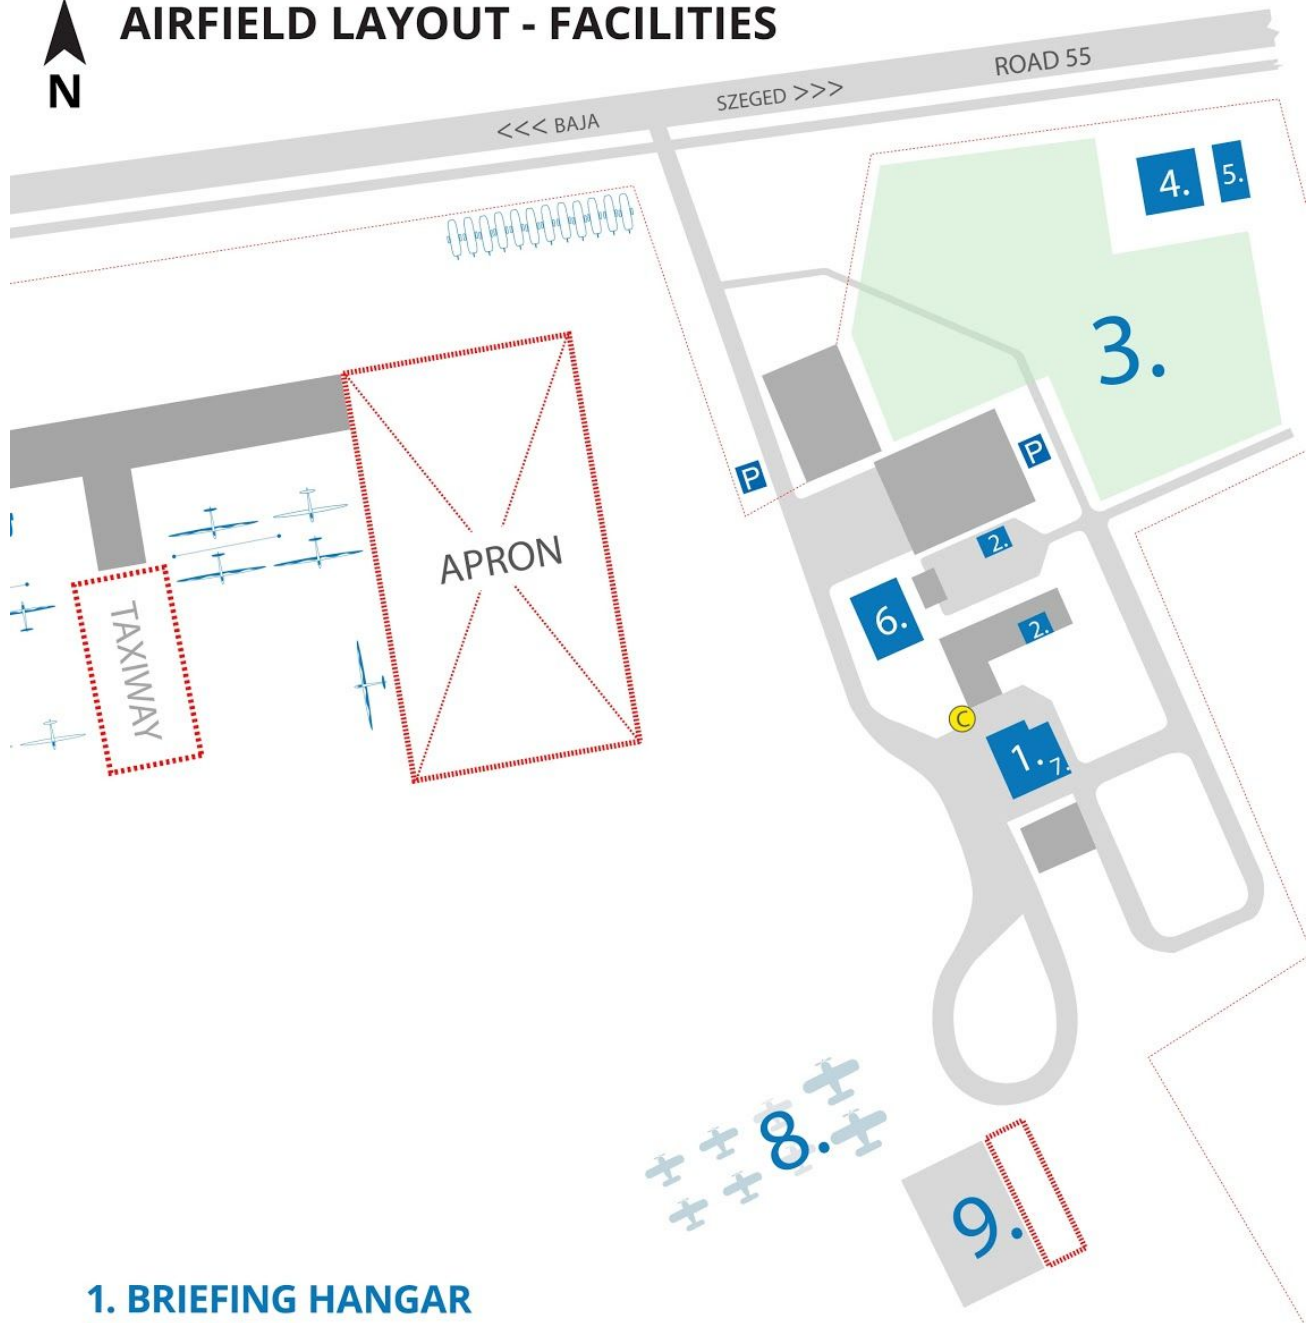 AIRFIELD LAYOUT - FACILITIES
N
ROAD 55
SZEGED >>>
<<< BAJA
4.
5.
3.
P
P
2.
APRON
6.
2.
TAXIWAY
C
1.
7.
8.
9.
1. BRIEFING HANGAR